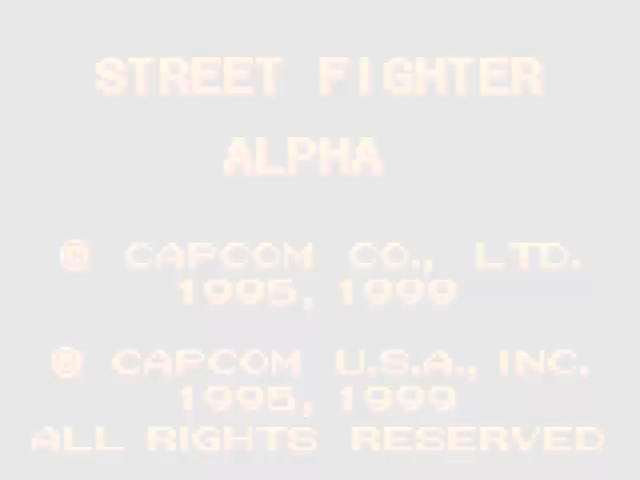 STREET FIGHTER
ALPHA
© CAPCOM CO., LTD.
1995, 1999
© CAPCOM U.S.A., INC.
1995, 1999
ALL RIGHTS RESERVED